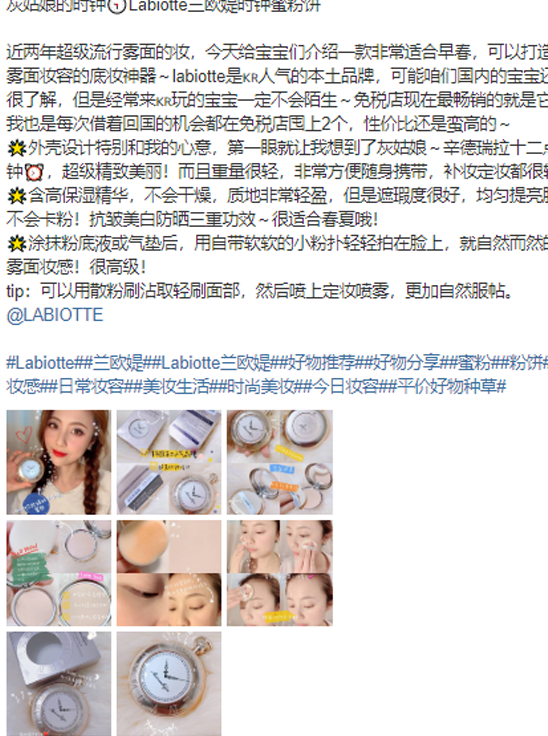 灰姑娘的时钟🕦Labiotte兰欧媞时钟蜜粉饼
近两年超级流行雾面的妆，今天给宝宝们介绍一款非常适合早春，可以打造
雾面妆容的底妆神器～labiotte是🇰🇷人气的本土品牌，可能咱们国内的宝宝还
很了解，但是经常来🇰🇷玩的宝宝一定不会陌生～免税店现在最畅销的就是它
我也是每次借着回国的机会都在免税店囤上2个，性价比还是蛮高的～
外壳设计特别和我的心意，第一眼就让我想到了灰姑娘～辛德瑞拉十二点
钟⏰，超级精致美丽！而且重量很轻，非常方便随身携带，补妆定妆都很
含高保湿精华，不会干燥，质地非常轻盈，但是遮瑕度很好，均匀提亮
不会卡粉！抗皱美白防晒三重功效～很适合春夏哦！
涂抹粉底液或气垫后，用自带软软的小粉扑轻轻拍在脸上，就自然而然的
雾面妆感！很高级！
tip：可以用散粉刷沾取轻刷面部，然后喷上定妆喷雾，更加自然服帖。
@LABIOTTE
#Labiotte##兰欧媞##Labiotte兰欧媞##好物推荐##好物分享##蜜粉##粉饼#
妆感##日常妆容##美妆生活##时尚美妆##今日妆容##平价好物种草#